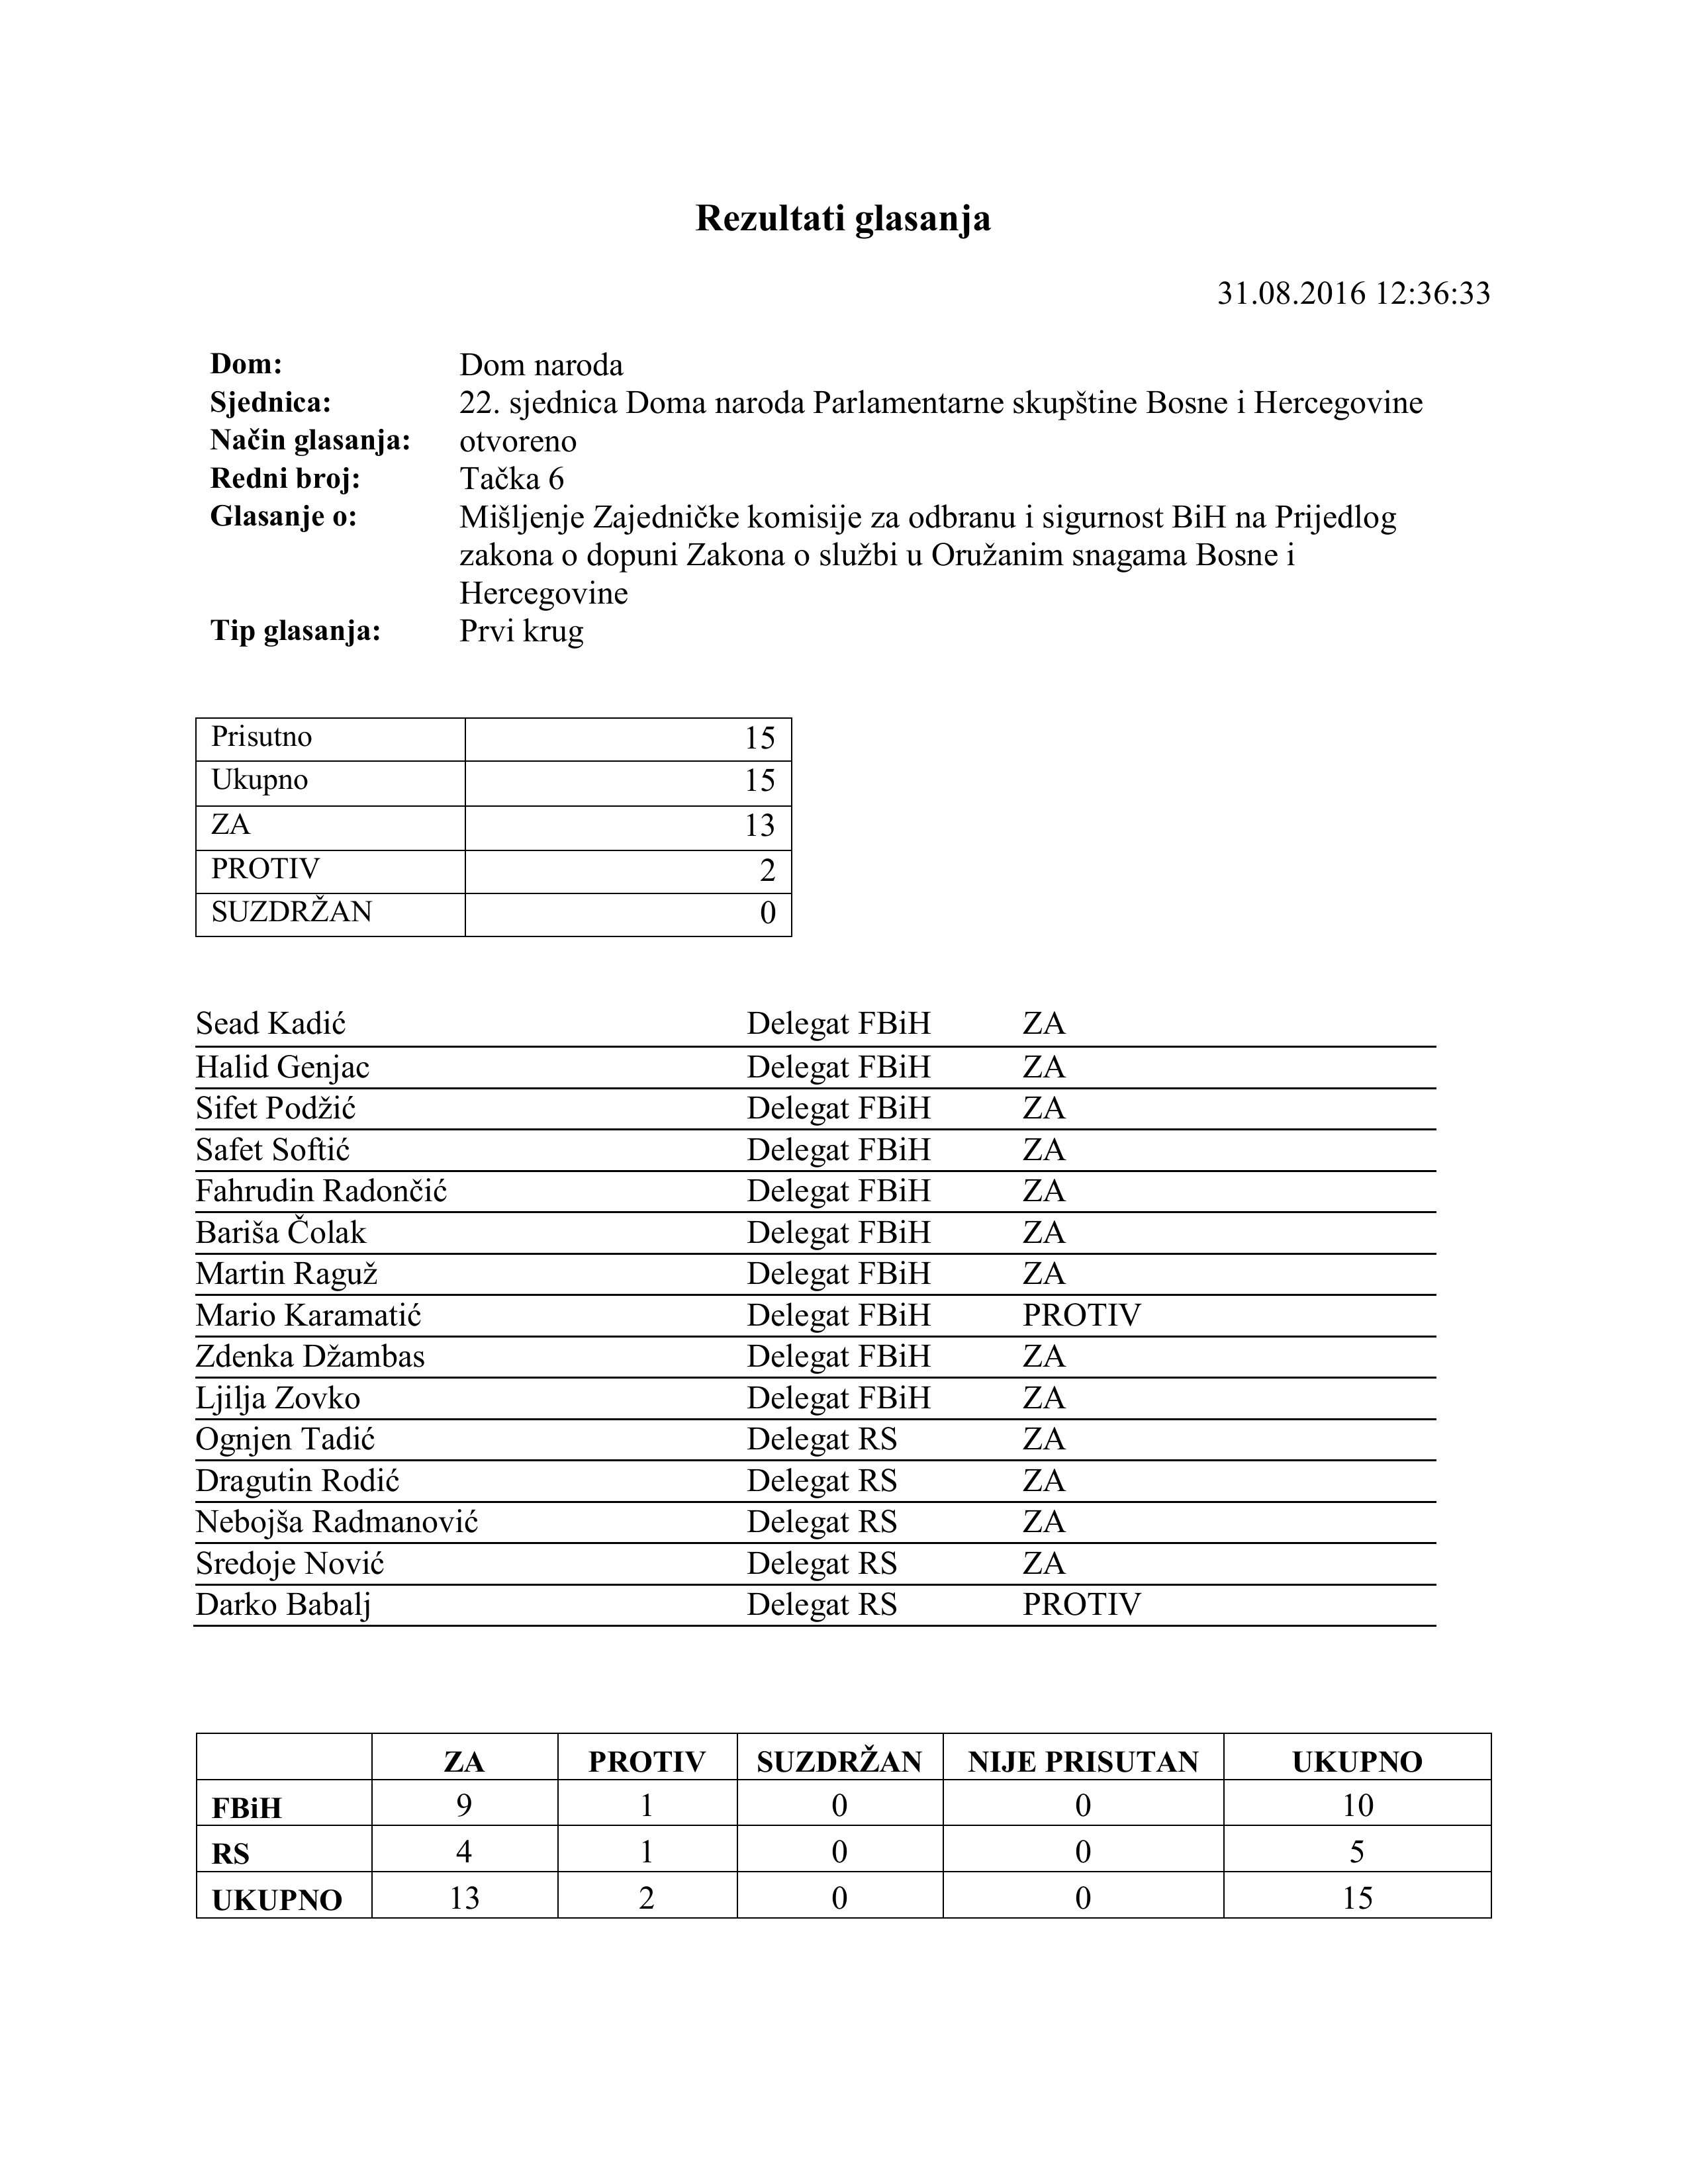 Rezultati glasanja
31.08.2016 12:36:33
Dom: Dom naroda
Sjednica: 22. sjednica Doma naroda Parlamentarne skupštine Bosne i Hercegovine
Način glasanja: otvoreno
Redni broj: Tačka 6
Glasanje o: Mišljenje Zajedničke komisije za odbranu i sigurnost BiH na Prijedlog
zakona o dopuni Zakona o službi u Oružanim snagama Bosne i
Hercegovine
Tip glasanja: Prvi krug
Prisutno 15
Ukupno 15
ZA 13
PROTIV 2
SUZDRŽAN 0
Sead Kadić Delegat FBiH ZA
Halid Genjac Delegat FBiH ZA
Sifet Podžić Delegat FBiH ZA
Safet Softić Delegat FBiH ZA
Fahrudin Radončić Delegat FBiH ZA
Bariša Čolak Delegat FBiH ZA
Martin Raguž Delegat FBiH ZA
Mario Karamatić Delegat FBiH PROTIV
Zdenka Džambas Delegat FBiH ZA
Ljilja Zovko Delegat FBiH ZA
Ognjen Tadić Delegat RS ZA
Dragutin Rodić Delegat RS ZA
Nebojša Radmanović Delegat RS ZA
Sredoje Nović Delegat RS ZA
Darko Babalj Delegat RS PROTIV
ZA PROTIV SUZDRŽAN NIJE PRISUTAN UKUPNO
FBiH 9 1 0 0 10
RS 4 1 0 0 5
UKUPNO 13 2 0 0 15